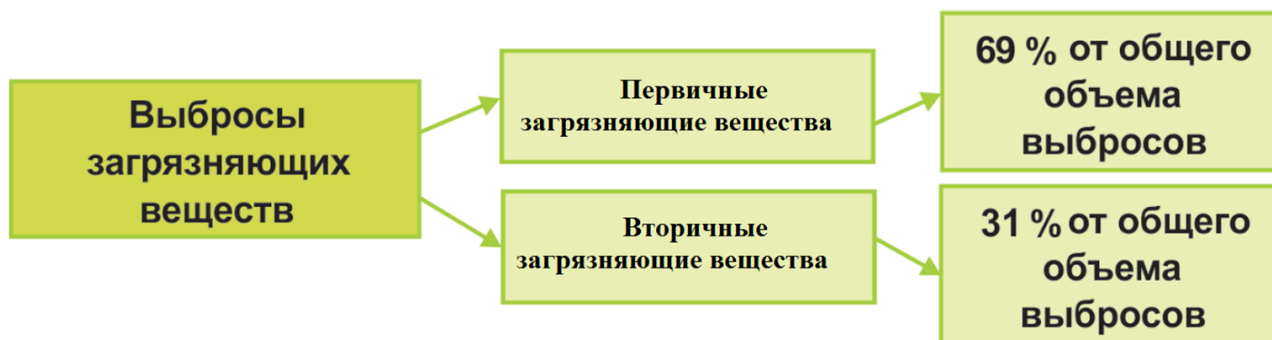 Выбросы
загрязняющих
веществ
Первичные
загрязняющие вещества
69 % от общего
объема
выбросов
Вторичные
загрязняющие вещества
31 % от общего
объема
выбросов